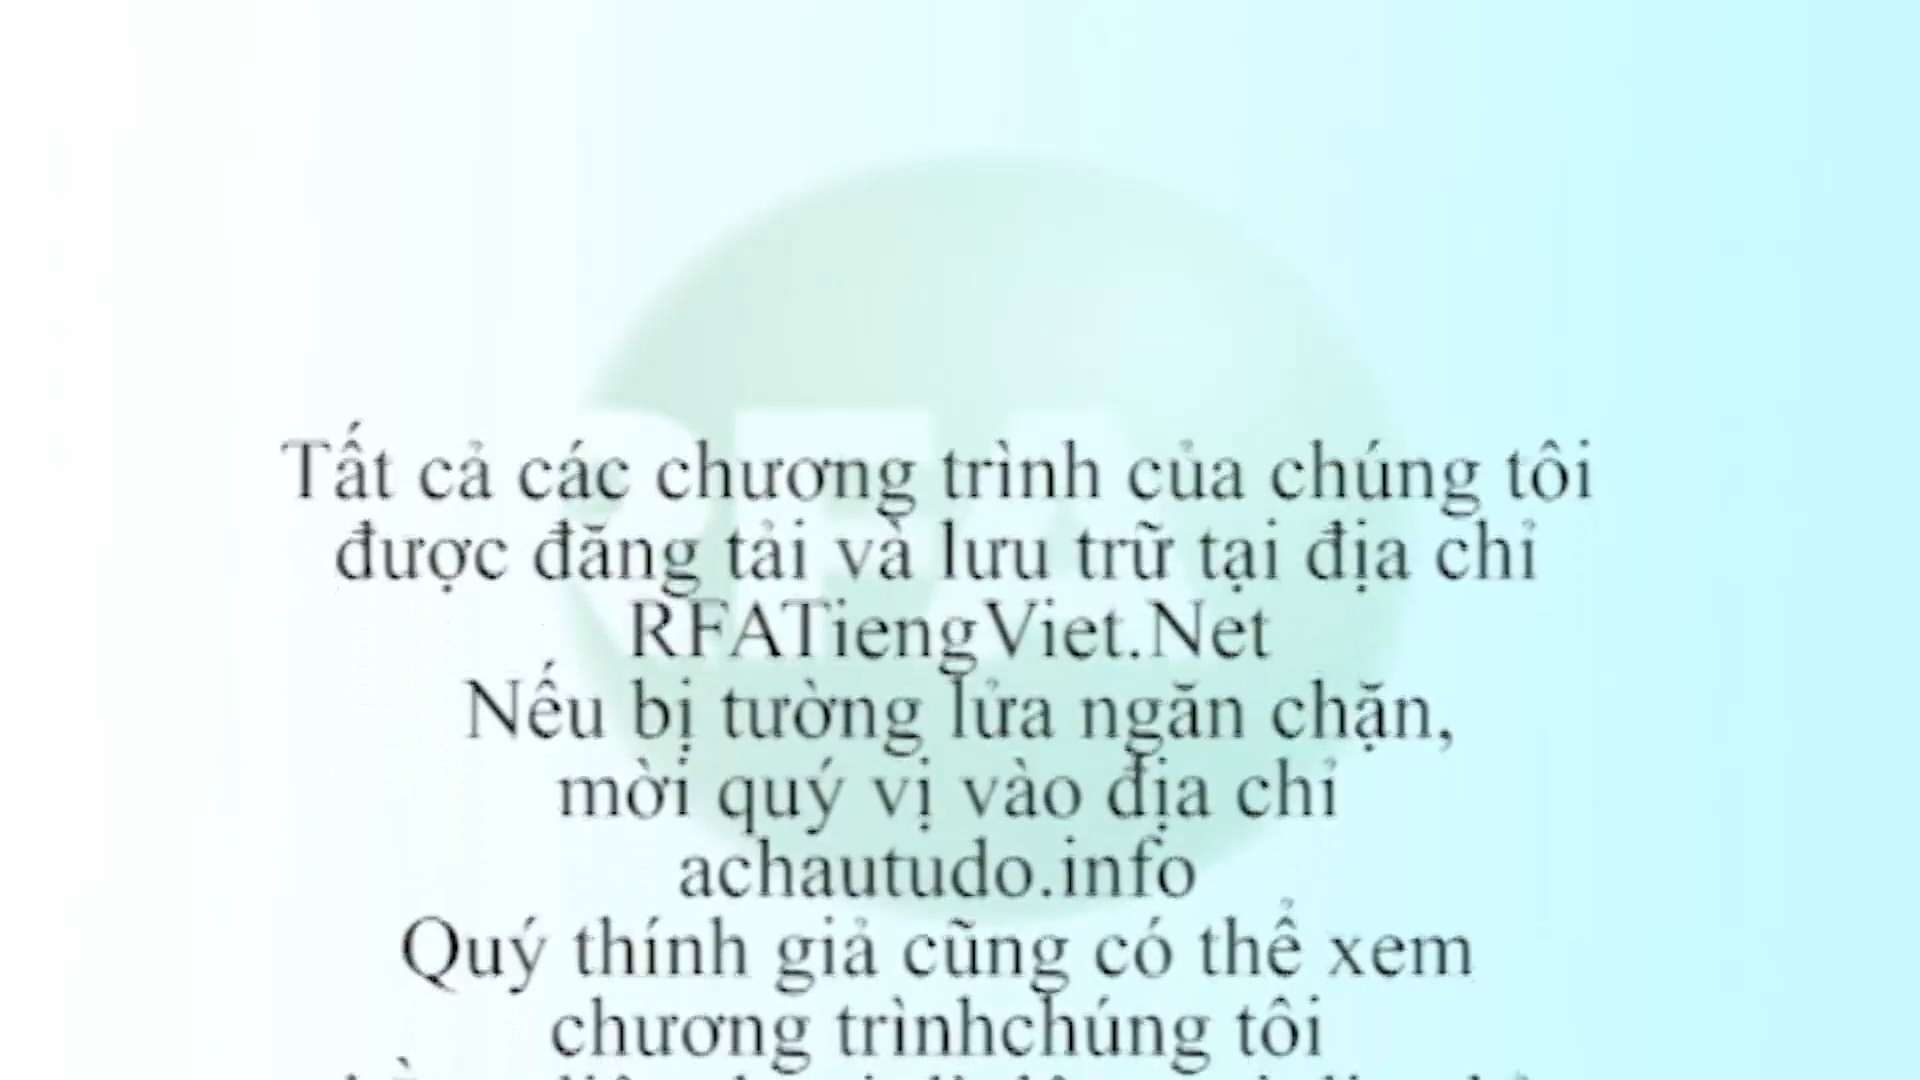 RFA
Tất cả các chương trình của chúng tôi
được đăng tải và lưu trữ tại địa chỉ
RFATiengViet.Net
Nếu bị tường lửa ngăn chặn,
mời quý vị vào địa chỉ
achautudo.info
Quý thính giả cũng có thể xem
chương trìnhchúng tôi